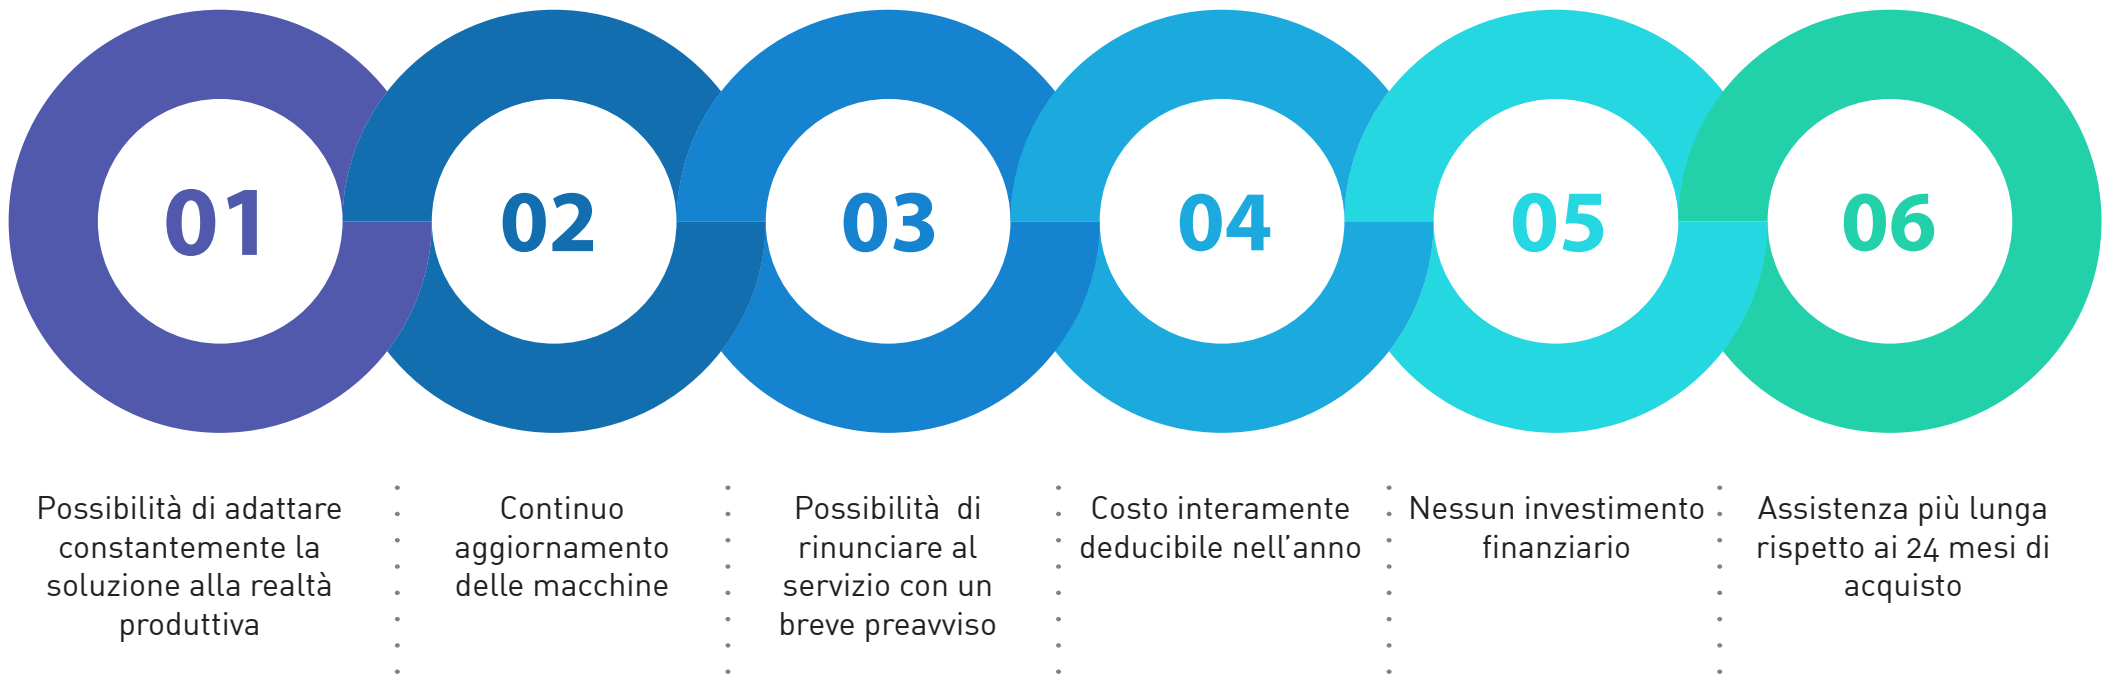 01
02
03
04
05
06
Possibilità di adattare
constantemente la
soluzione alla realtà
produttiva
Continuo
aggiornamento
delle macchine
Possibilità di
rinunciare al
servizio con un
breve preavviso
Costo interamente
deducibile nell'anno
Nessun investimento
finanziario
Assistenza più lunga
rispetto ai 24 mesi di
acquisto